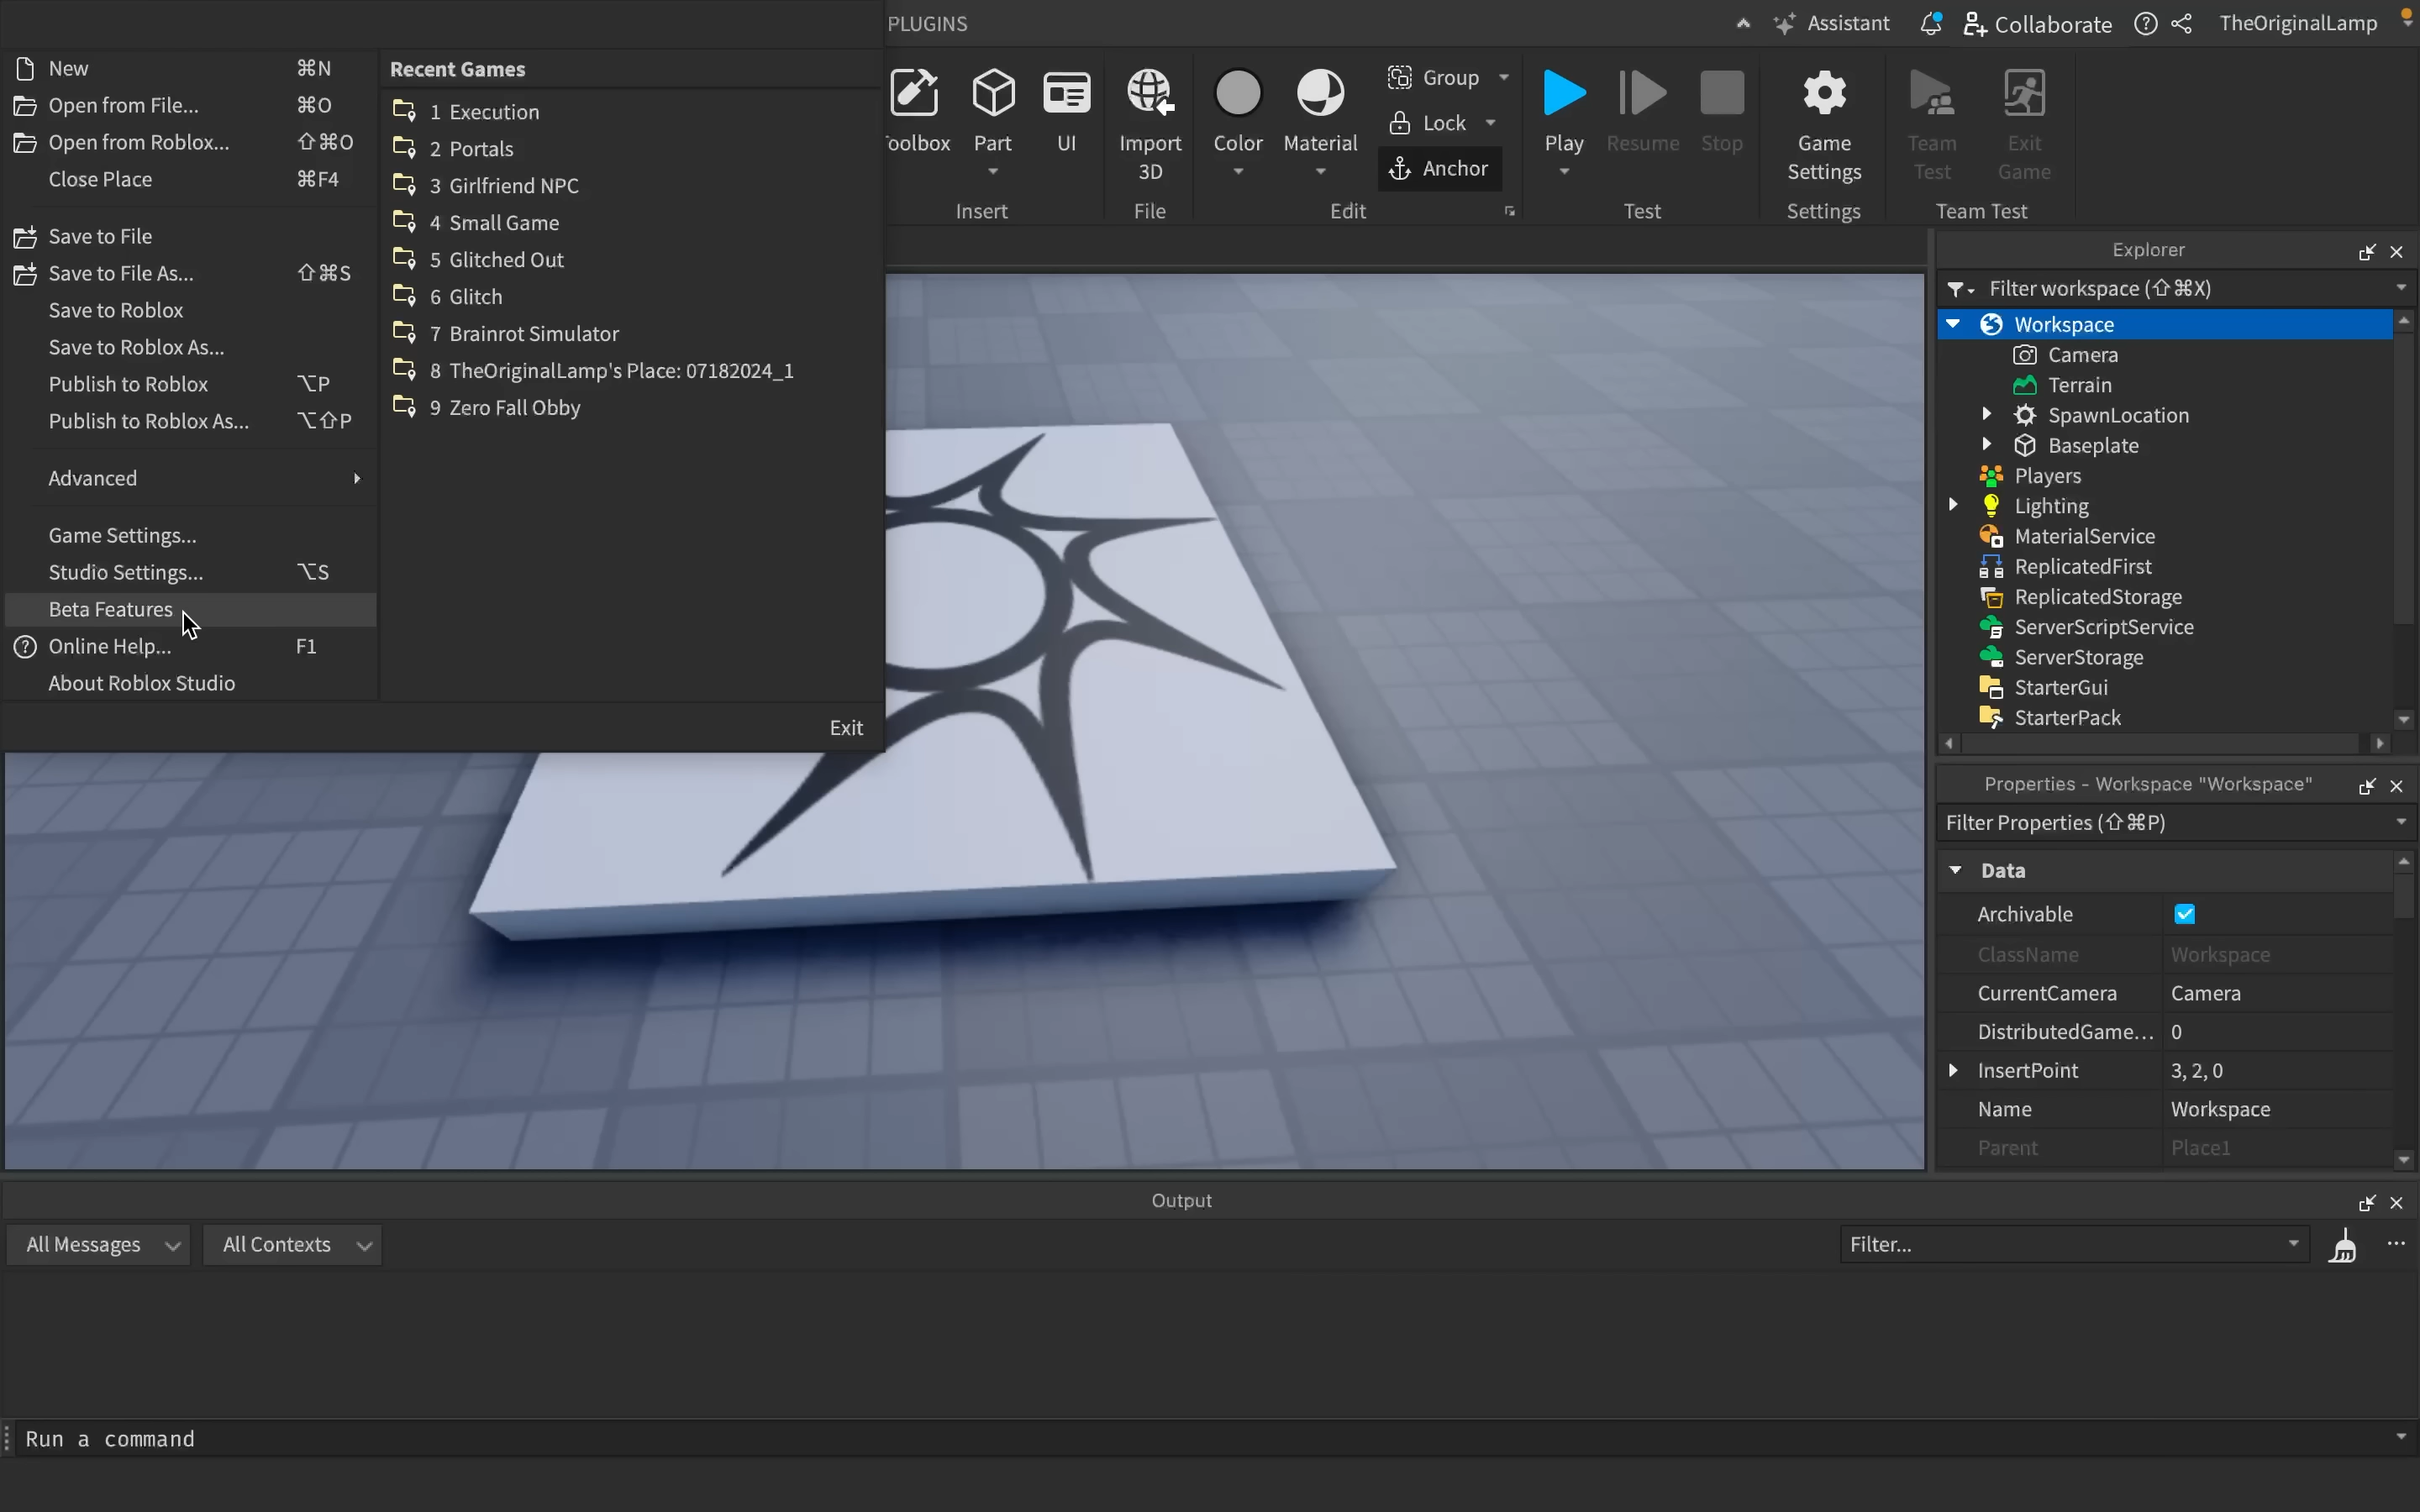 PLUGINS
Assistant
Collaborate
TheOriginalLamp
New ⌘N
Open from File... ⌘O
Open from Roblox... ⇧⌘O
Close Place ⌘F4
Save to File
Save to File As... ⇧⌘S
Save to Roblox
Save to Roblox As...
Publish to Roblox ⌥P
Publish to Roblox As... ⌥⇧P
Advanced
Game Settings...
Studio Settings... ⌥S
Beta Features
Online Help... F1
About Roblox Studio
Recent Games
1 Execution
2 Portals
3 Girlfriend NPC
4 Small Game
5 Glitched Out
6 Glitch
7 Brainrot Simulator
8 TheOriginalLamp's Place: 07182024_1
9 Zero Fall Obby
Exit
oolbox
Part
UI
Insert
Import
3D
File
Color
Material
Group
Lock
Anchor
Edit
Play
Resume
Stop
Test
Game
Settings
Settings
Team
Test
Exit
Game
Team Test
Explorer
Filter workspace (⇧⌘X)
Workspace
Camera
Terrain
SpawnLocation
Baseplate
Players
Lighting
MaterialService
ReplicatedFirst
ReplicatedStorage
ServerScriptService
ServerStorage
StarterGui
StarterPack
Properties - Workspace "Workspace"
Filter Properties (⇧⌘P)
Data
Archivable
ClassName Workspace
CurrentCamera Camera
DistributedGame... 0
InsertPoint 3, 2, 0
Name Workspace
Parent Place1
Output
All Messages
All Contexts
Filter...
Run a command